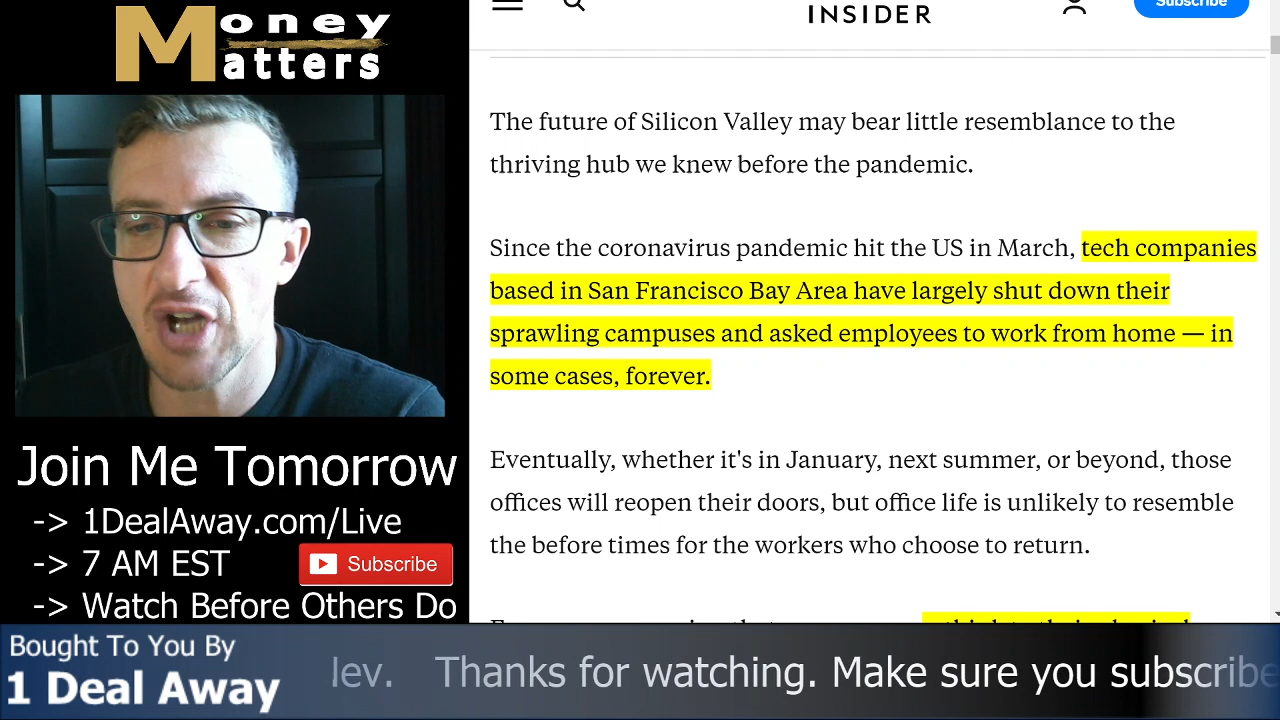 Money
Matters
INSIDER
Subscribe
The future of Silicon Valley may bear little resemblance to the
thriving hub we knew before the pandemic.
Since the coronavirus pandemic hit the US in March, tech companies
based in San Francisco Bay Area have largely shut down their
sprawling campuses and asked employees to work from home — in
some cases, forever.
Eventually, whether it's in January, next summer, or beyond, those
offices will reopen their doors, but office life is unlikely to resemble
the before times for the workers who choose to return.
Join Me Tomorrow
-> 1DealAway.com/Live
-> 7 AM EST
Subscribe
-> Watch Before Others Do
Bought To You By
1 Deal Away
Thanks for watching. Make sure you subscribe